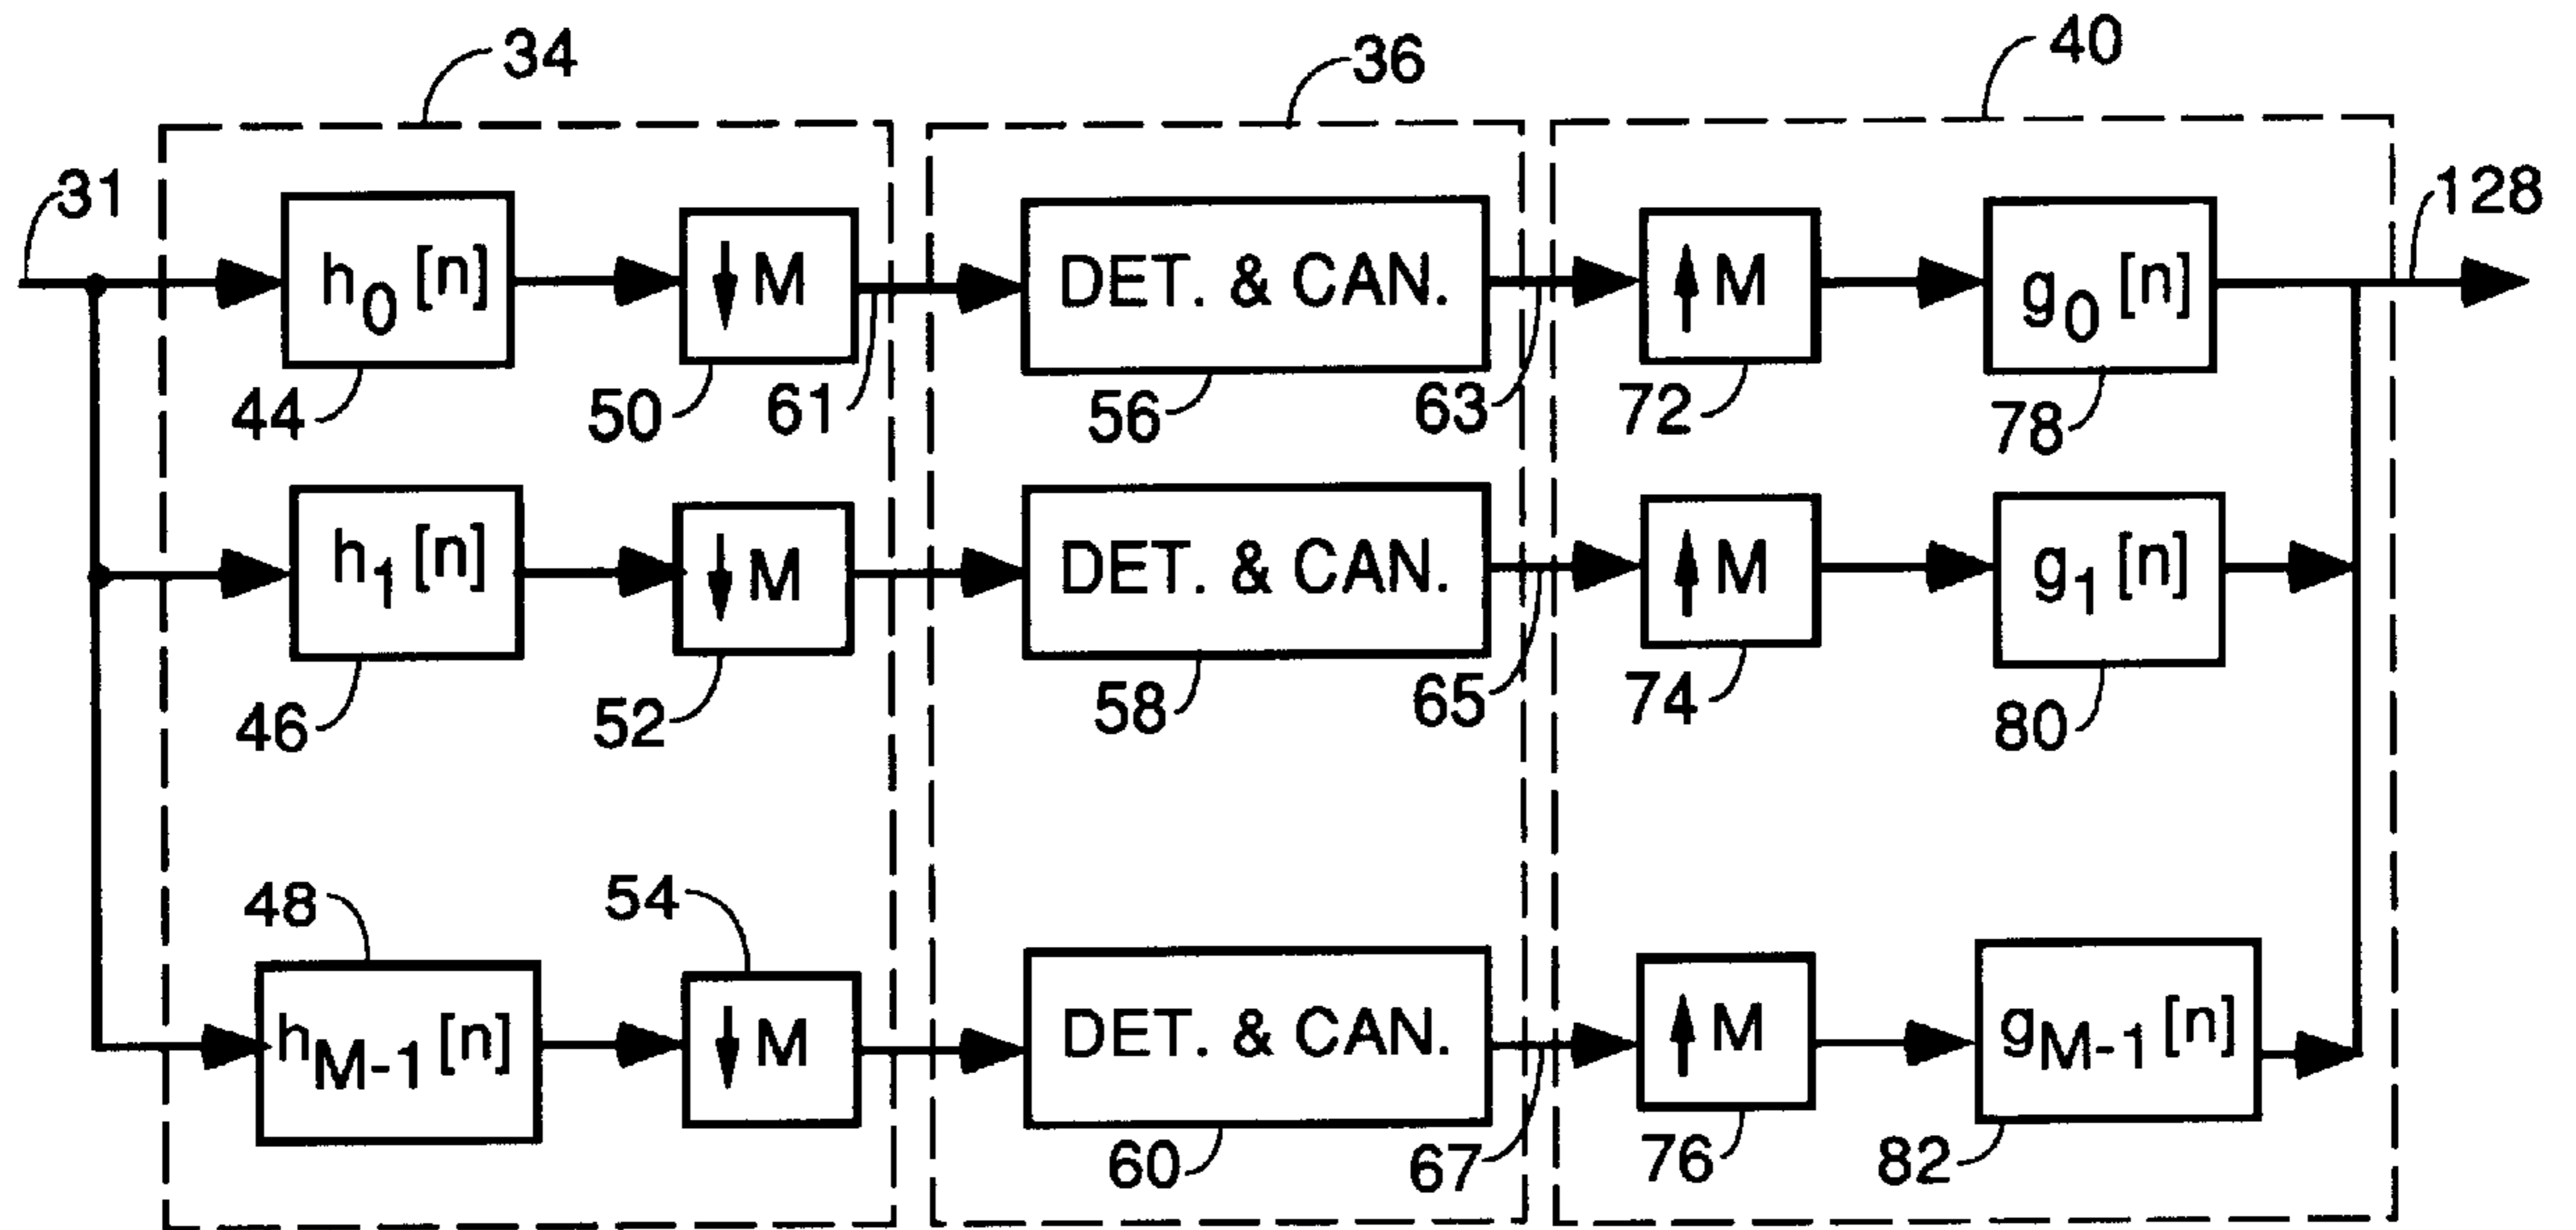 34
36
40
31
128
h0 [n]
↓ M
DET. & CAN.
↑ M
g0 [n]
44
50
61
56
63
72
78
h1 [n]
↓ M
DET. & CAN.
↑ M
g1 [n]
46
52
58
65
74
80
48
54
hM-1 [n]
↓ M
DET. & CAN.
↑ M
gM-1 [n]
60
67
76
82